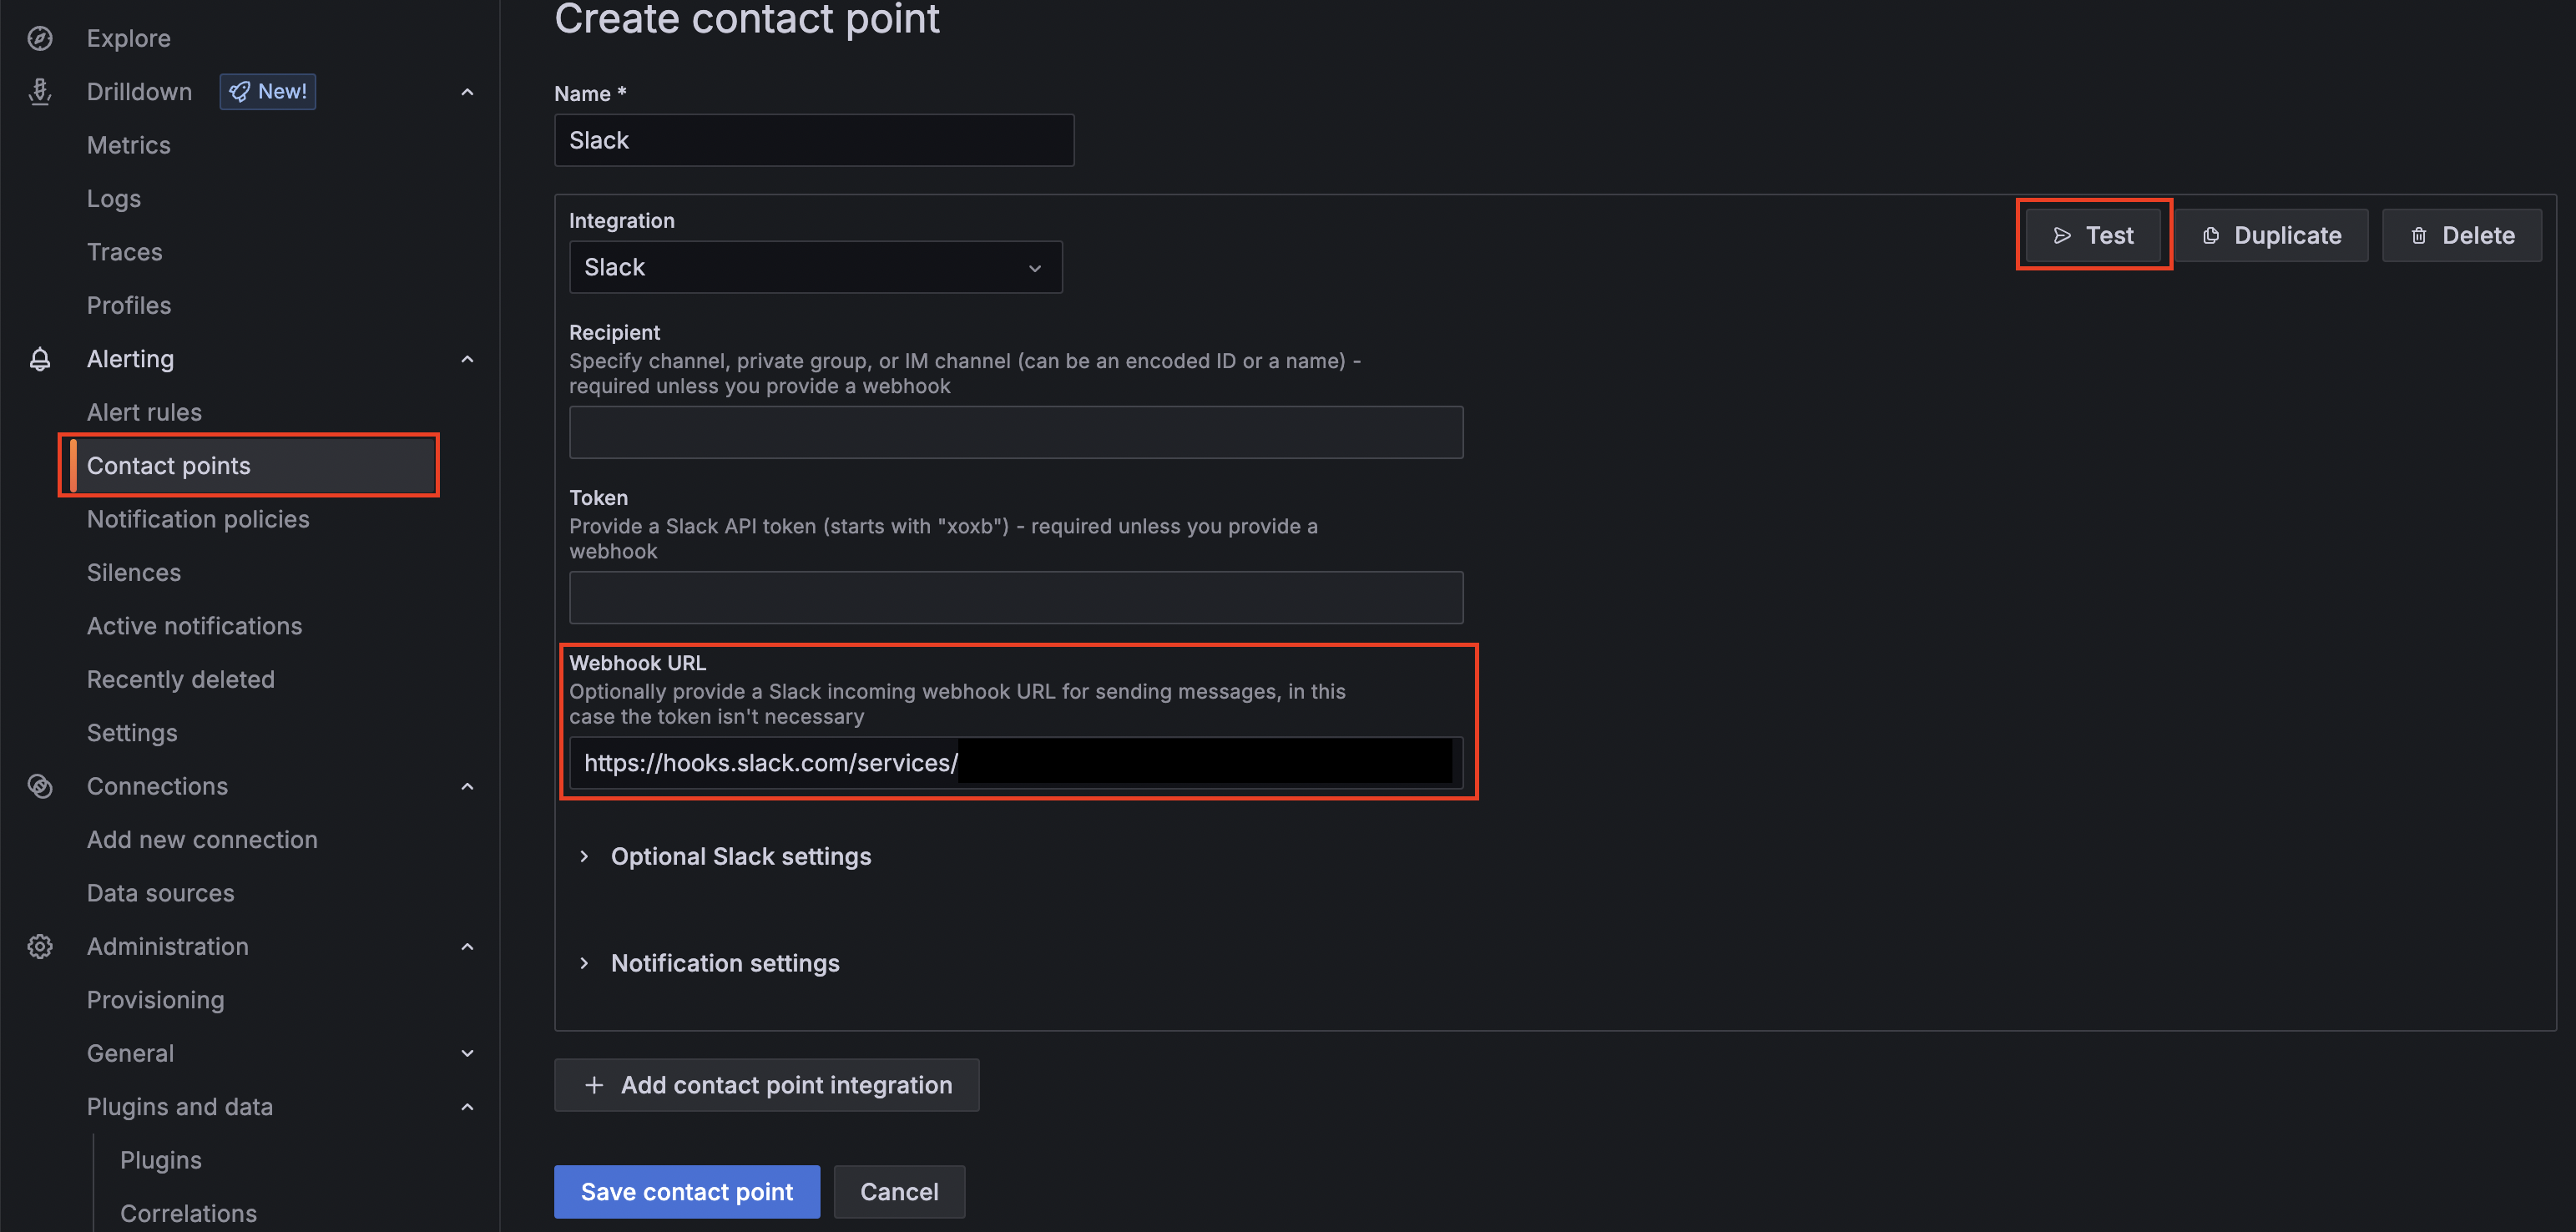 Explore
Drilldown
New!
Metrics
Logs
Traces
Profiles
Alerting
Alert rules
Contact points
Notification policies
Silences
Active notifications
Recently deleted
Settings
Connections
Add new connection
Data sources
Administration
Provisioning
General
Plugins and data
Plugins
Correlations
Create contact point
Name *
Slack
Integration
Slack
Test
Duplicate
Delete
Recipient
Specify channel, private group, or IM channel (can be an encoded ID or a name) -
required unless you provide a webhook
Token
Provide a Slack API token (starts with "xoxb") - required unless you provide a
webhook
Webhook URL
Optionally provide a Slack incoming webhook URL for sending messages, in this
case the token isn't necessary
https://hooks.slack.com/services/
Optional Slack settings
Notification settings
Add contact point integration
Save contact point
Cancel